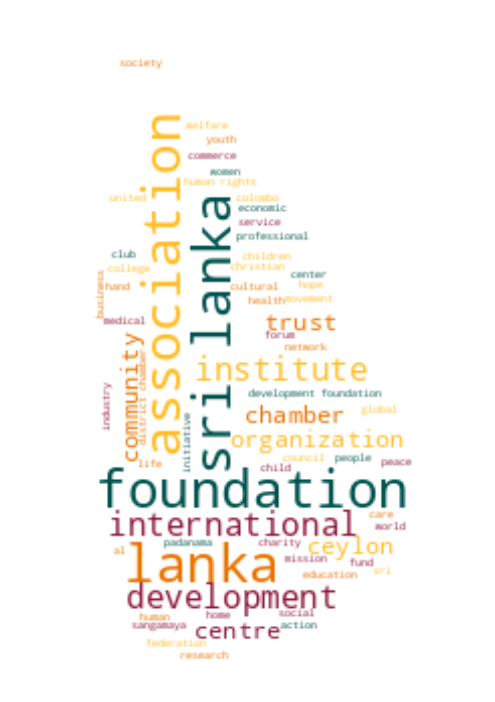 society
welfare
youth
commerce
women
human rights
united
colombo
economic
service
professional
association
sri lanka
club
children
college
christian
center
business
hand
cultural
hope
health
movement
medical
trust
forum
network
community
district chamber
institute
industry
development foundation
initiative
chamber
global
organization
life
council
people
child
peace
foundation
international
care
world
al
padanama
charity
ceylon
lanka
mission
fund
education
sri
development
human
home
social
sangamaya
centre
action
federation
research